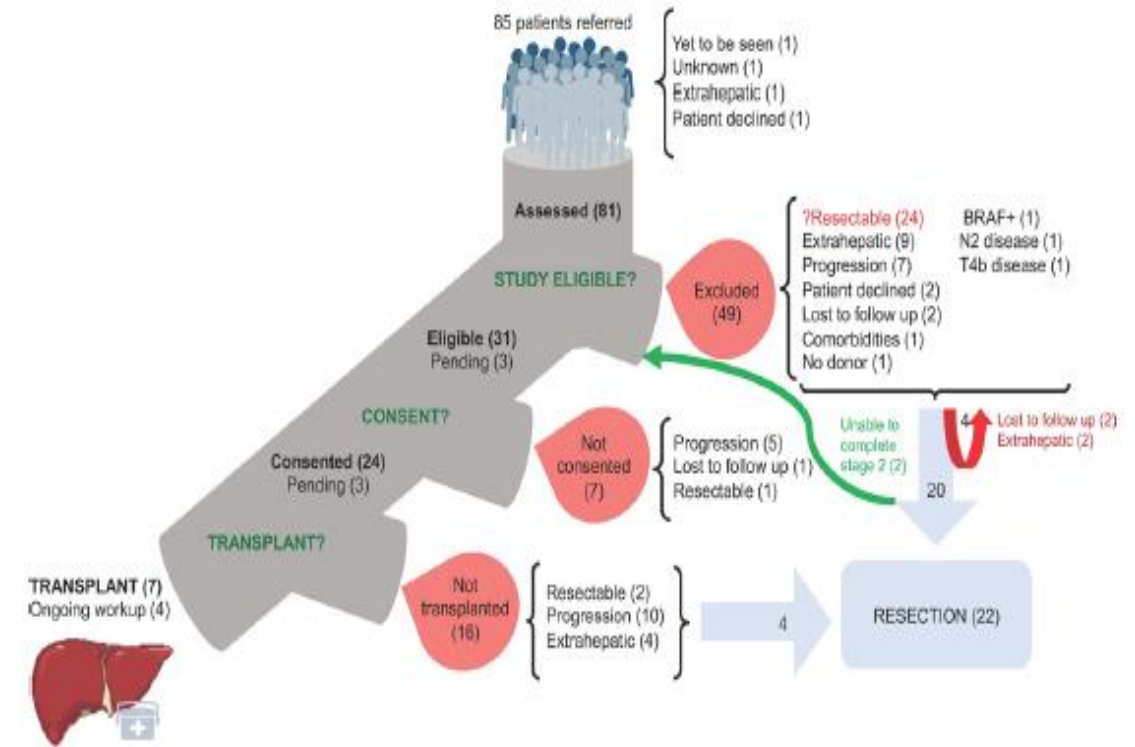 85 patients referred
Yet to be seen (1)
Unknown (1)
Extrahepatic (1)
Patient declined (1)
Assessed (81)
STUDY ELIGIBLE?
Excluded
(49)
?Resectable (24)
Extrahepatic (9)
Progression (7)
Patient declined (2)
Lost to follow up (2)
Comorbidities (1)
No donor (1)
BRAF+ (1)
N2 disease (1)
T4b disease (1)
Eligible (31)
Pending (3)
CONSENT?
Not
consented
(7)
Progression (5)
Lost to follow up (1)
Resectable (1)
Unable to
complete
stage 2 (2)
4
Lost to follow up (2)
Extrahepatic (2)
20
Consented (24)
Pending (3)
TRANSPLANT?
TRANSPLANT (7)
Ongoing workup (4)
Not
transplanted
(16)
Resectable (2)
Progression (10)
Extrahepatic (4)
4
RESECTION (22)